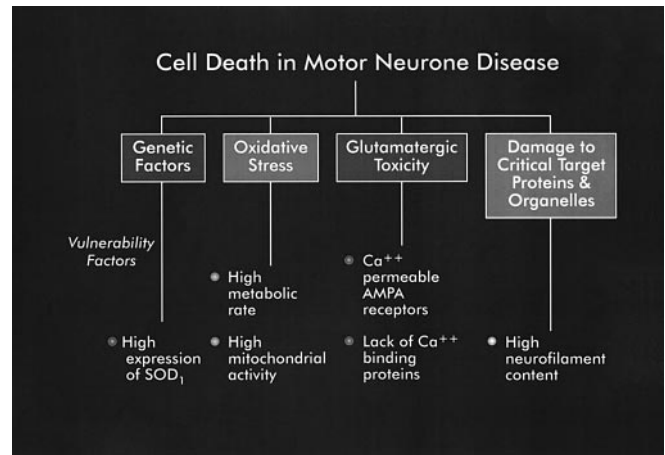 Cell Death in Motor Neurone Disease
Genetic
Factors
Oxidative
Stress
Glutamatergic
Toxicity
Damage to
Critical Target
Proteins &
Organelles
Vulnerability
Factors
High
expression
of SOD₁
High
metabolic
rate
High
mitochondrial
activity
Ca⁺⁺
permeable
AMPA
receptors
Lack of Ca⁺⁺
binding
proteins
High
neurofilament
content